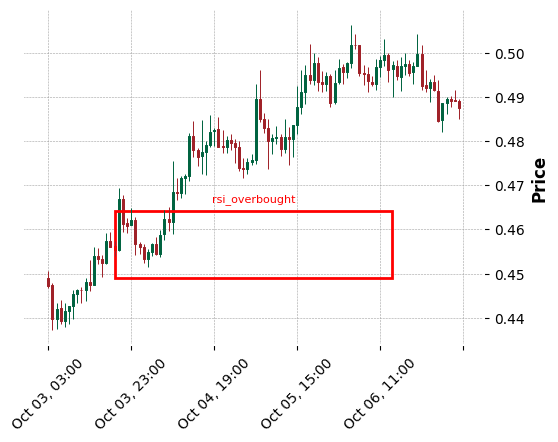 0.50
0.49
0.48
0.47
0.46
0.45
0.44
Price
rsi_overbought
Oct 03, 03:00
Oct 03, 23:00
Oct 04, 19:00
Oct 05, 15:00
Oct 06, 11:00